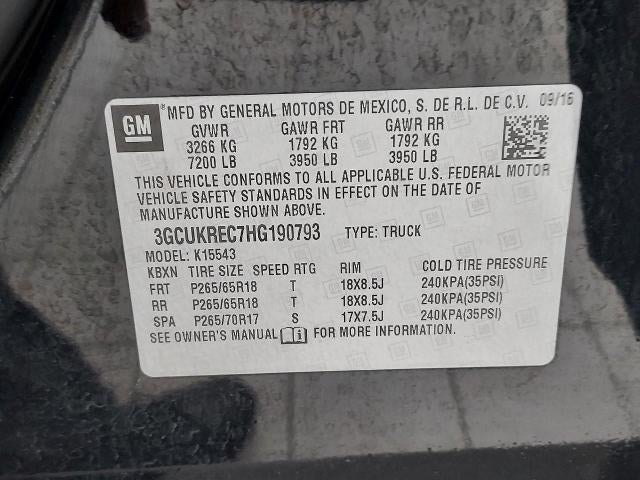 GM
MFD BY GENERAL MOTORS DE MEXICO, S. DE R.L. DE C.V. 09/16
GVWR GAWR FRT GAWR RR
3266 KG 1792 KG 1792 KG
7200 LB 3950 LB 3950 LB
THIS VEHICLE CONFORMS TO ALL APPLICABLE U.S. FEDERAL MOTOR
VEHICLE SAFETY STANDARDS IN EFFECT ON THE DATE OF
MANUFACTURE SHOWN ABOVE.
3GCUKREC7HG190793 TYPE: TRUCK
MODEL: K15543
KBXN TIRE SIZE SPEED RTG RIM COLD TIRE PRESSURE
FRT P265/65R18 T 18X8.5J 240KPA(35PSI)
RR P265/65R18 T 18X8.5J 240KPA(35PSI)
SPA P265/70R17 S 17X7.5J 240KPA(35PSI)
SEE OWNER'S MANUAL i FOR MORE INFORMATION.